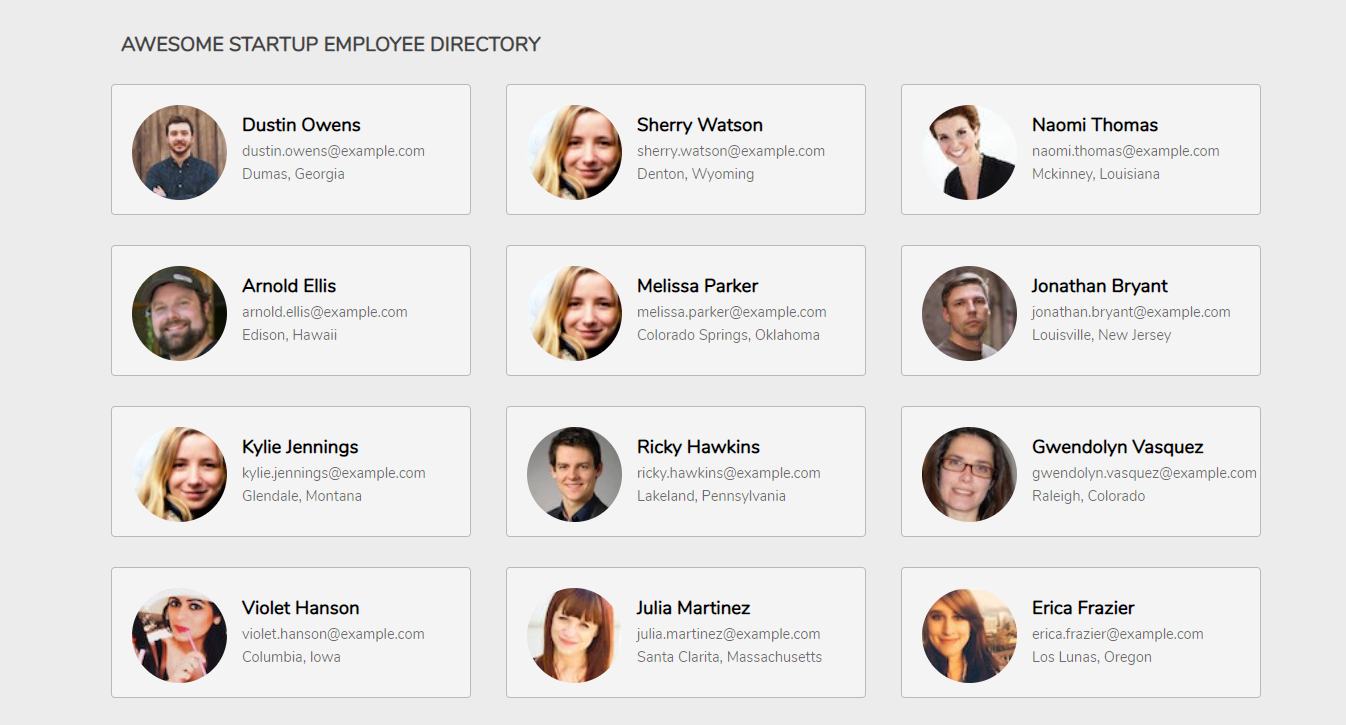 AWESOME STARTUP EMPLOYEE DIRECTORY
Dustin Owens
dustin.owens@example.com
Dumas, Georgia
Sherry Watson
sherry.watson@example.com
Denton, Wyoming
Naomi Thomas
naomi.thomas@example.com
Mckinney, Louisiana
Arnold Ellis
arnold.ellis@example.com
Edison, Hawaii
Melissa Parker
melissa.parker@example.com
Colorado Springs, Oklahoma
Jonathan Bryant
jonathan.bryant@example.com
Louisville, New Jersey
Kylie Jennings
kylie.jennings@example.com
Glendale, Montana
Ricky Hawkins
ricky.hawkins@example.com
Lakeland, Pennsylvania
Gwendolyn Vasquez
gwendolyn.vasquez@example.com
Raleigh, Colorado
Violet Hanson
violet.hanson@example.com
Columbia, Iowa
Julia Martinez
julia.martinez@example.com
Santa Clarita, Massachusetts
Erica Frazier
erica.frazier@example.com
Los Lunas, Oregon